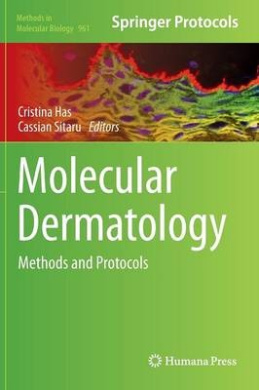 Methods in
Molecular Biology 961
Springer Protocols
Cristina Has
Cassian Sitaru Editors
Molecular
Dermatology
Methods and Protocols
Humana Press